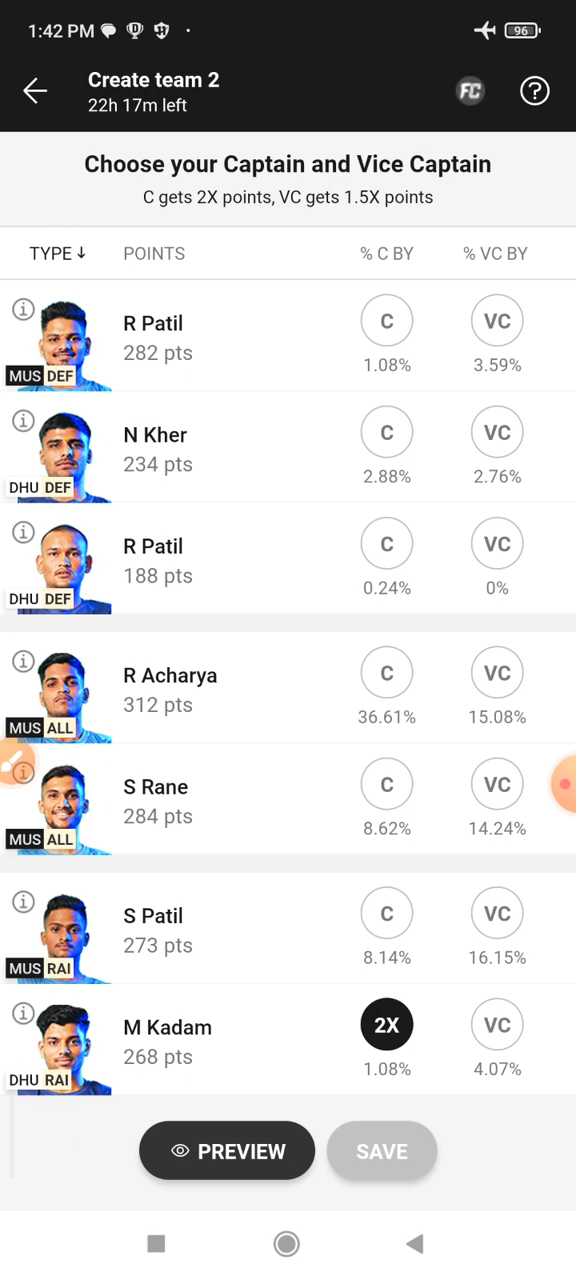 1:42 PM
96
Create team 2
22h 17m left
FC
Choose your Captain and Vice Captain
C gets 2X points, VC gets 1.5X points
TYPE↓ POINTS % C BY % VC BY
R Patil
282 pts
MUS DEF
C
1.08%
VC
3.59%
N Kher
234 pts
DHU DEF
C
2.88%
VC
2.76%
R Patil
188 pts
DHU DEF
C
0.24%
VC
0%
R Acharya
312 pts
MUS ALL
C
36.61%
VC
15.08%
S Rane
284 pts
MUS ALL
C
8.62%
VC
14.24%
S Patil
273 pts
MUS RAI
C
8.14%
VC
16.15%
M Kadam
268 pts
DHU RAI
2X
1.08%
VC
4.07%
PREVIEW
SAVE